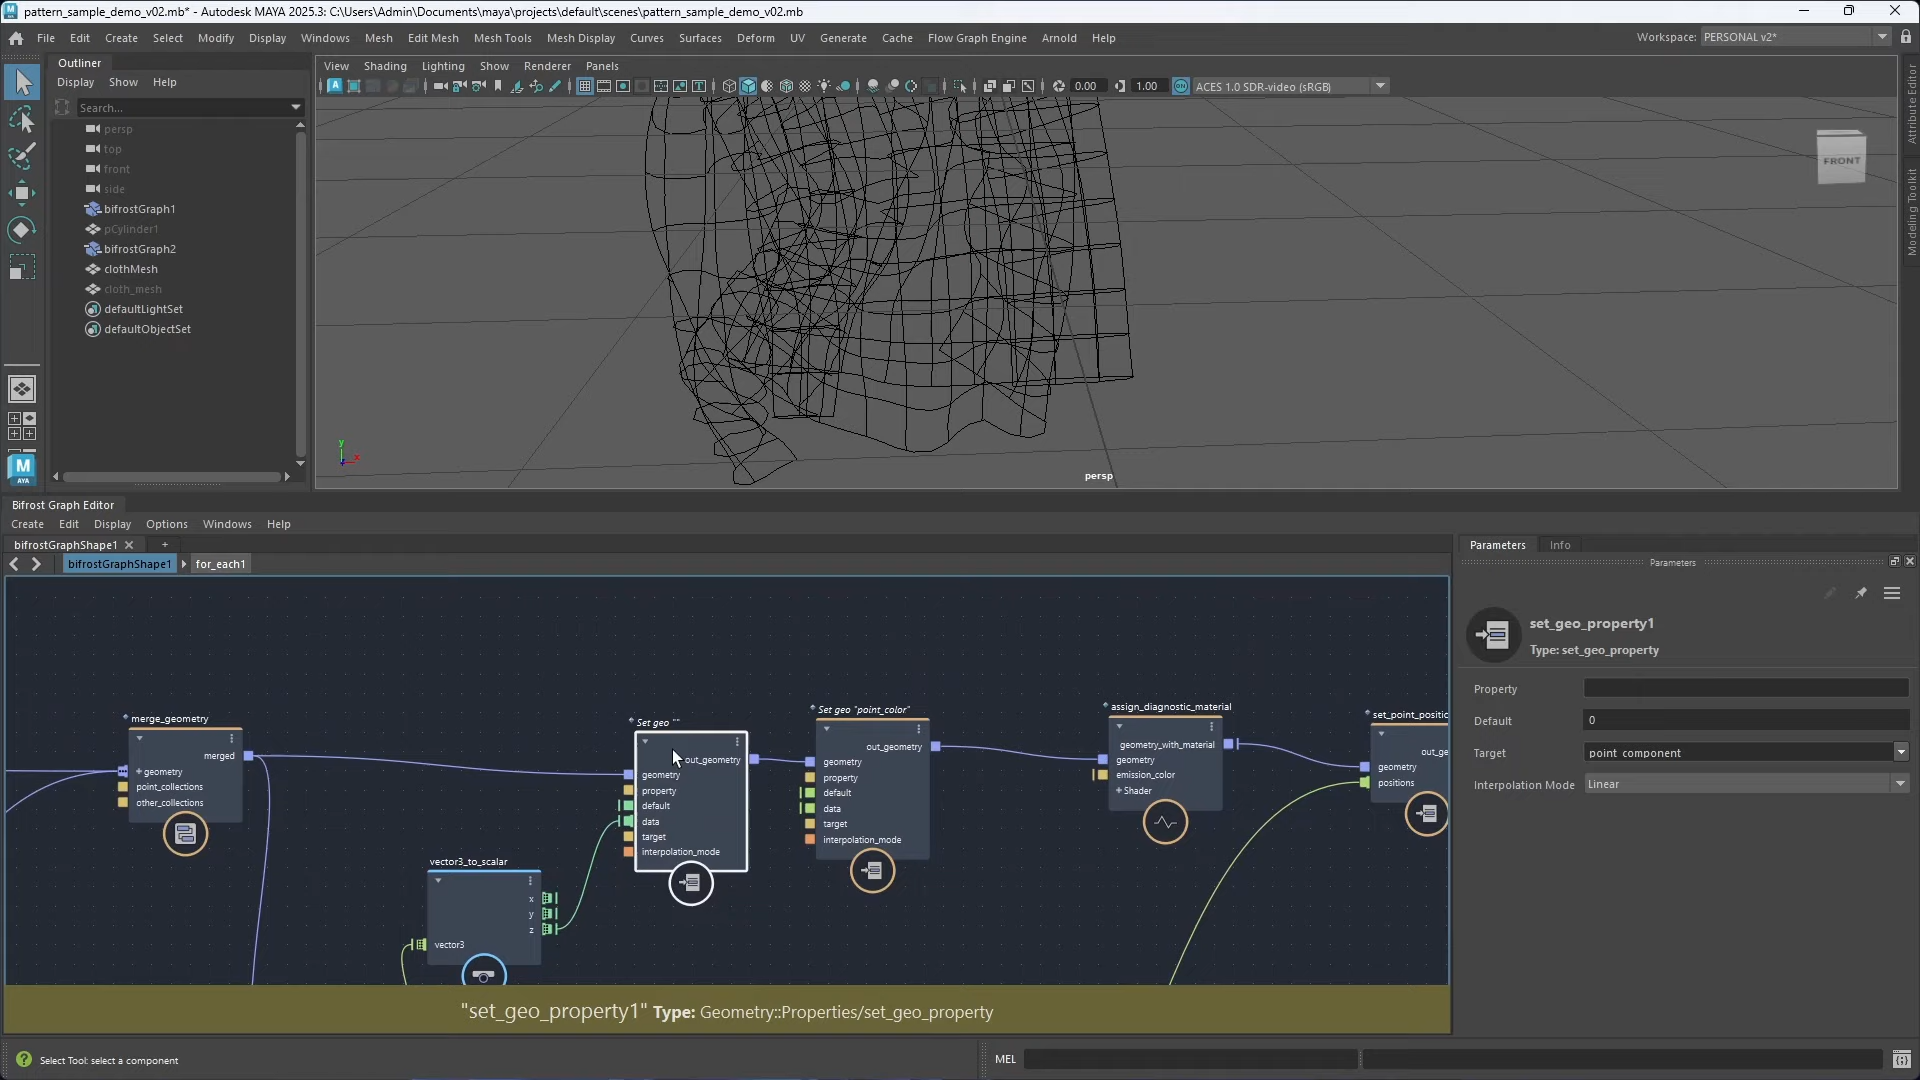 pattern_sample_demo_v02.mb* - Autodesk MAYA 2025.3: C:\Users\Admin\Documents\maya\projects\default\scenes\pattern_sample_demo_v02.mb
File Edit Create Select Modify Display Windows Mesh Edit Mesh Mesh Tools Mesh Display Curves Surfaces Deform UV Generate Cache Flow Graph Engine Arnold Help
Workspace: PERSONAL v2*
Outliner
Display Show Help
Search...
persp
top
front
side
bifrostGraph1
pCylinder1
bifrostGraph2
clothMesh
cloth_mesh
defaultLightSet
defaultObjectSet
M
AYA
View Shading Lighting Show Renderer Panels
0.00
1.00
ACES 1.0 SDR-video (sRGB)
FRONT
y
x
persp
Attribute Editor
Modeling Toolkit
Bifrost Graph Editor
Create Edit Display Options Windows Help
bifrostGraphShape1
+
bifrostGraphShape1
for_each1
merge_geometry
merged
+ geometry
point_collections
other_collections
vector3_to_scalar
x
y
z
vector3
Set geo ""
out_geometry
geometry
property
default
data
target
interpolation_mode
Set geo "point_color"
out_geometry
geometry
property
default
data
target
interpolation_mode
assign_diagnostic_material
geometry_with_material
geometry
emission_color
+ Shader
set_point_positic
out_ge
geometry
positions
"set_geo_property1" Type: Geometry::Properties/set_geo_property
Parameters Info
Parameters
set_geo_property1
Type: set_geo_property
Property
Default 0
Target point_component
Interpolation Mode Linear
Select Tool: select a component
MEL